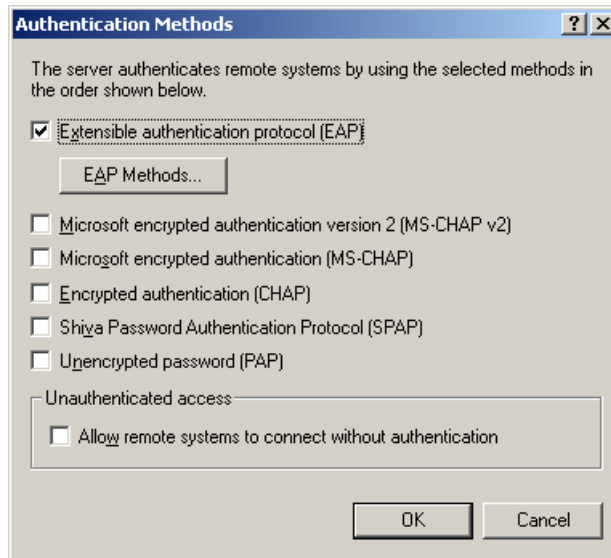 Authentication Methods
The server authenticates remote systems by using the selected methods in
the order shown below.
Extensible authentication protocol (EAP)
EAP Methods...
Microsoft encrypted authentication version 2 (MS-CHAP v2)
Microsoft encrypted authentication (MS-CHAP)
Encrypted authentication (CHAP)
Shiva Password Authentication Protocol (SPAP)
Unencrypted password (PAP)
Unauthenticated access
Allow remote systems to connect without authentication
OK
Cancel